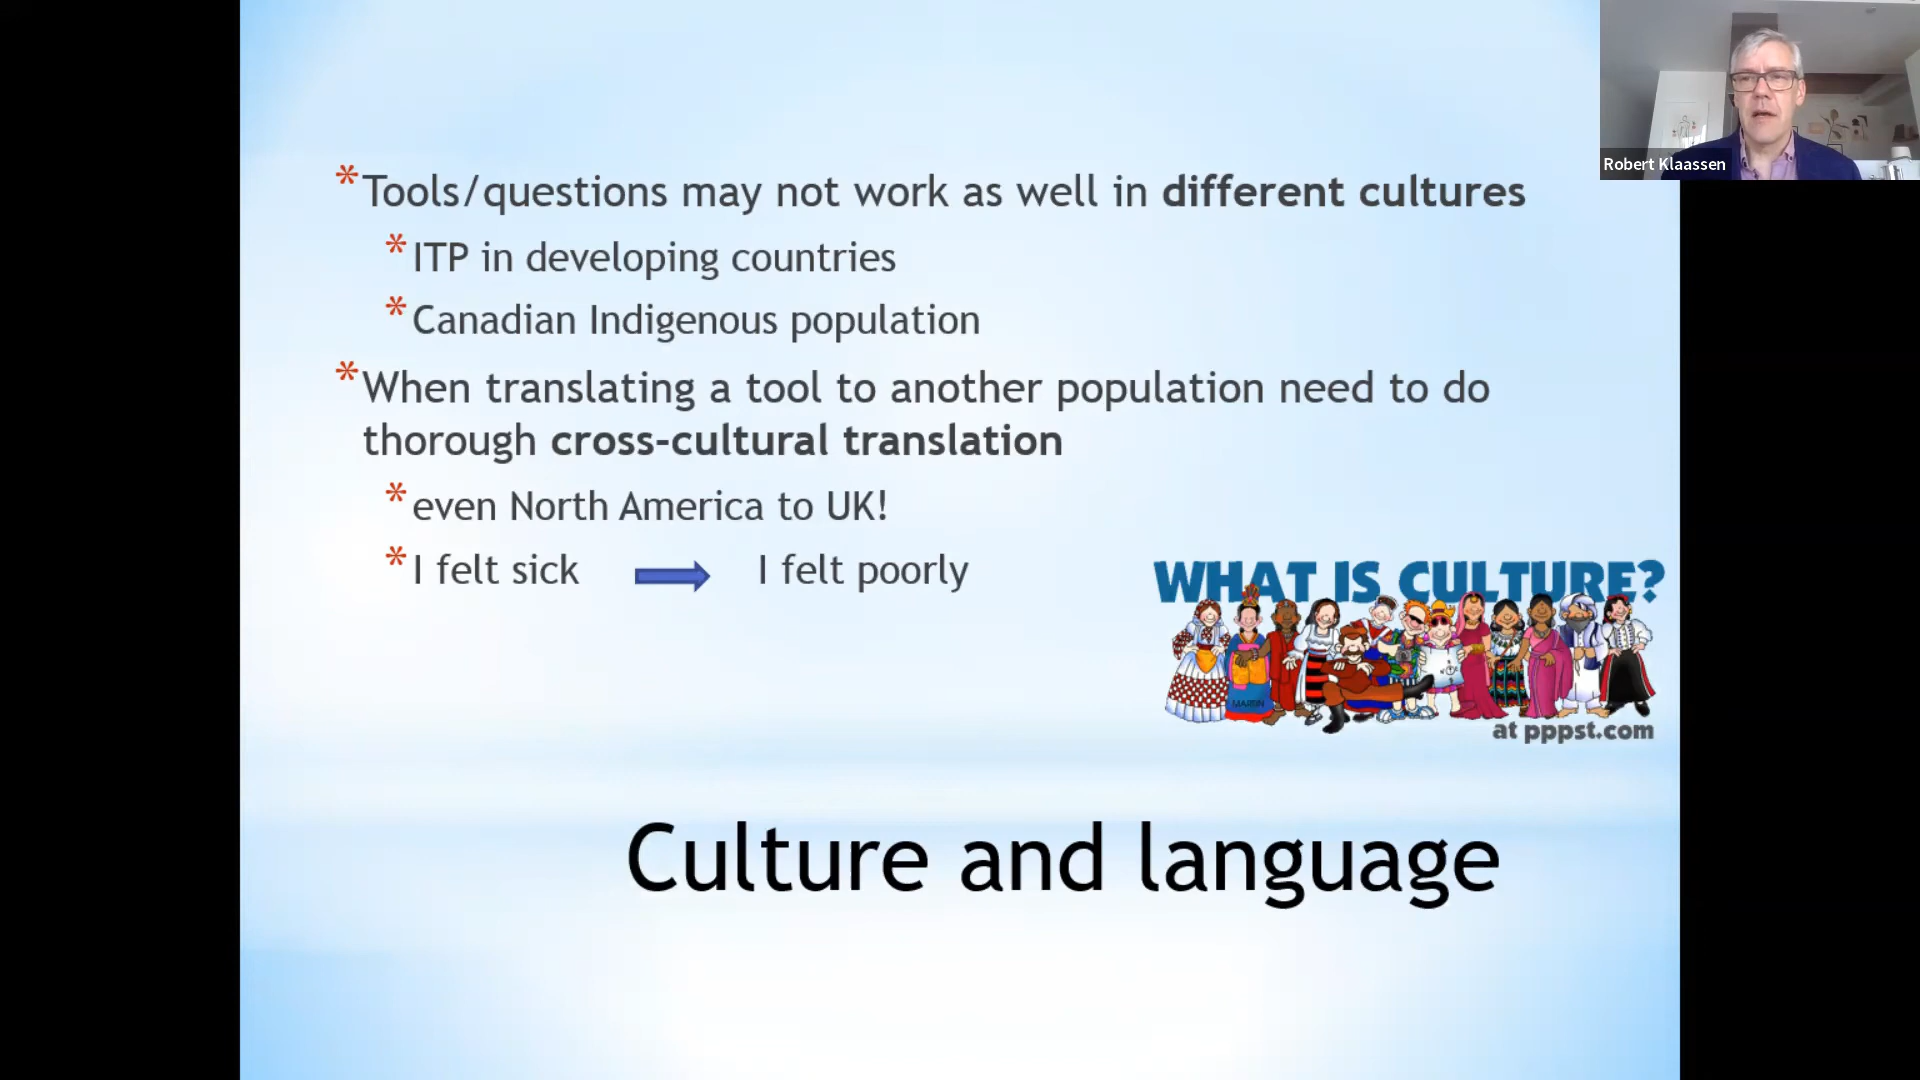 Robert Klaassen
*Tools/questions may not work as well in different cultures
*ITP in developing countries
*Canadian Indigenous population
*When translating a tool to another population need to do
thorough cross-cultural translation
*even North America to UK!
*I felt sick I felt poorly
WHAT IS CULTURE?
MARTIN
at pppst.com
Culture and language